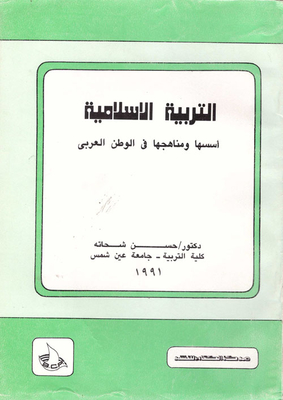 التربية الاسلامية
أسسها ومناهجها فى الوطن العربى
دكتور/حسن شحاته
كلية التربية - جامعة عين شمس
١٩٩١